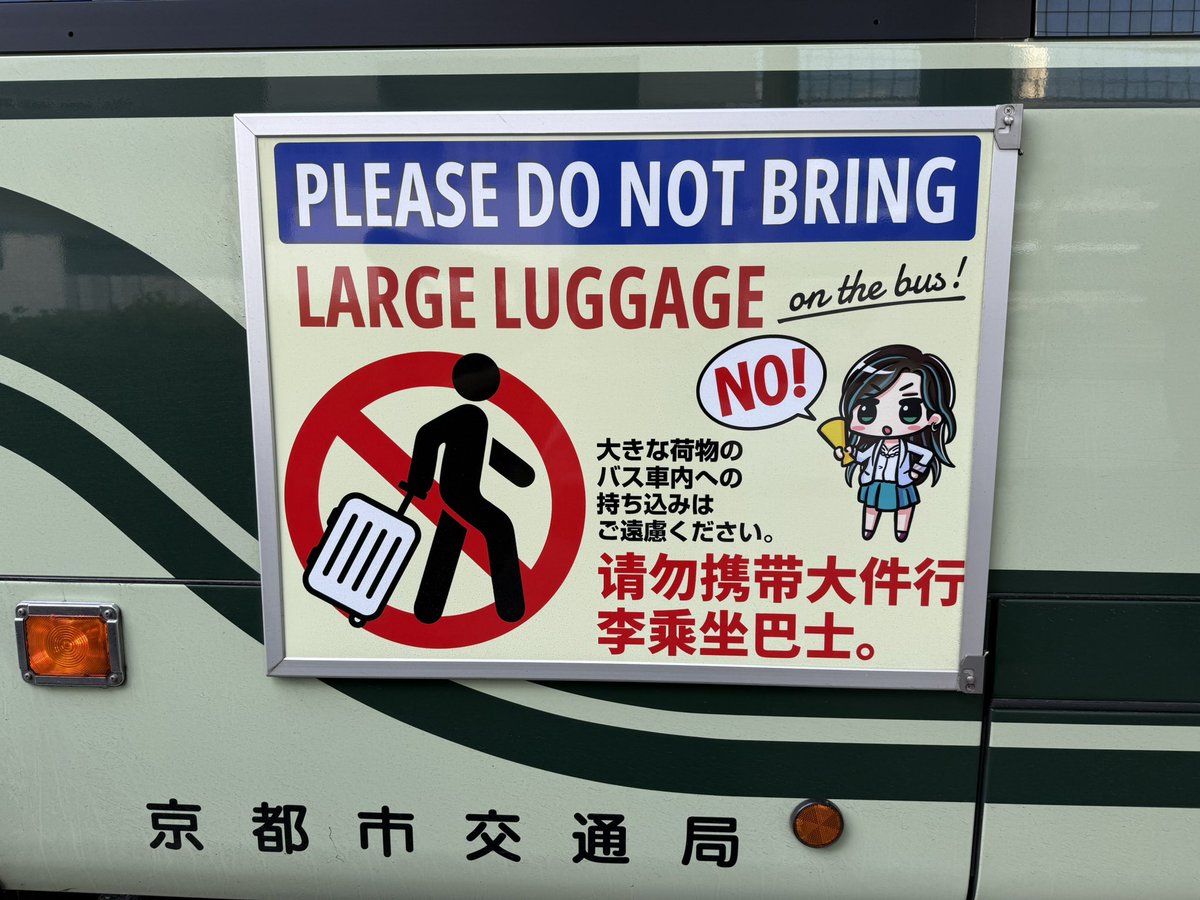 PLEASE DO NOT BRING
LARGE LUGGAGE on the bus!
NO!
大きな荷物の
バス車内への
持ち込みは
ご遠慮ください。
请勿携带大件行
李乘坐巴士。
京都市交通局